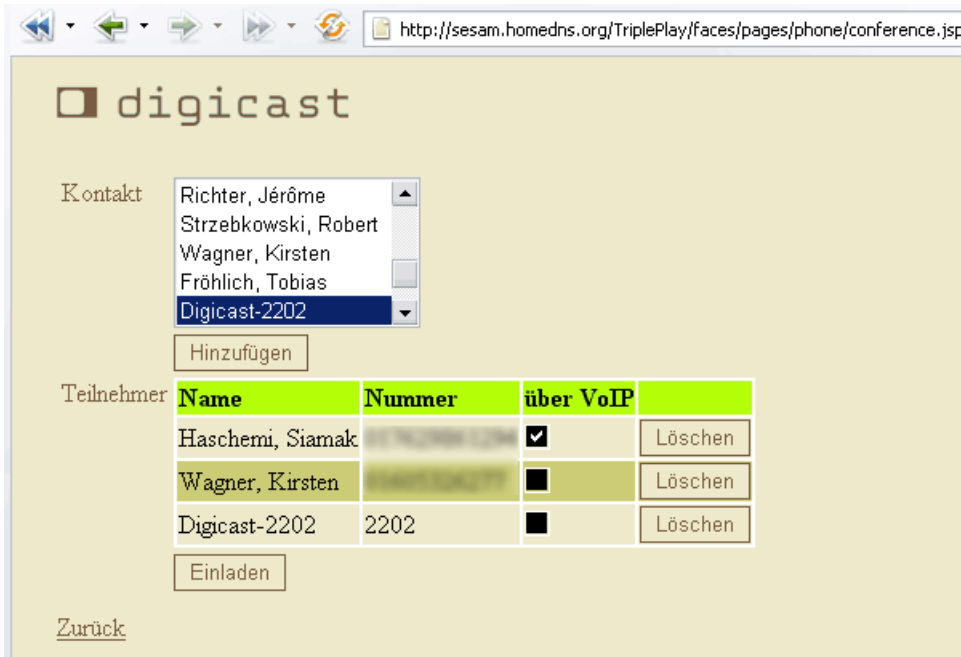 http://sesam.homedns.org/TriplePlay/faces/pages/phone/conference.jsp
digicast
Kontakt
Richter, Jérôme
Strzebkowski, Robert
Wagner, Kirsten
Fröhlich, Tobias
Digicast-2202
Hinzufügen
Teilnehmer Name Nummer über VoIP
Haschemi, Siamak Löschen
Wagner, Kirsten Löschen
Digicast-2202 2202 Löschen
Einladen
Zurück